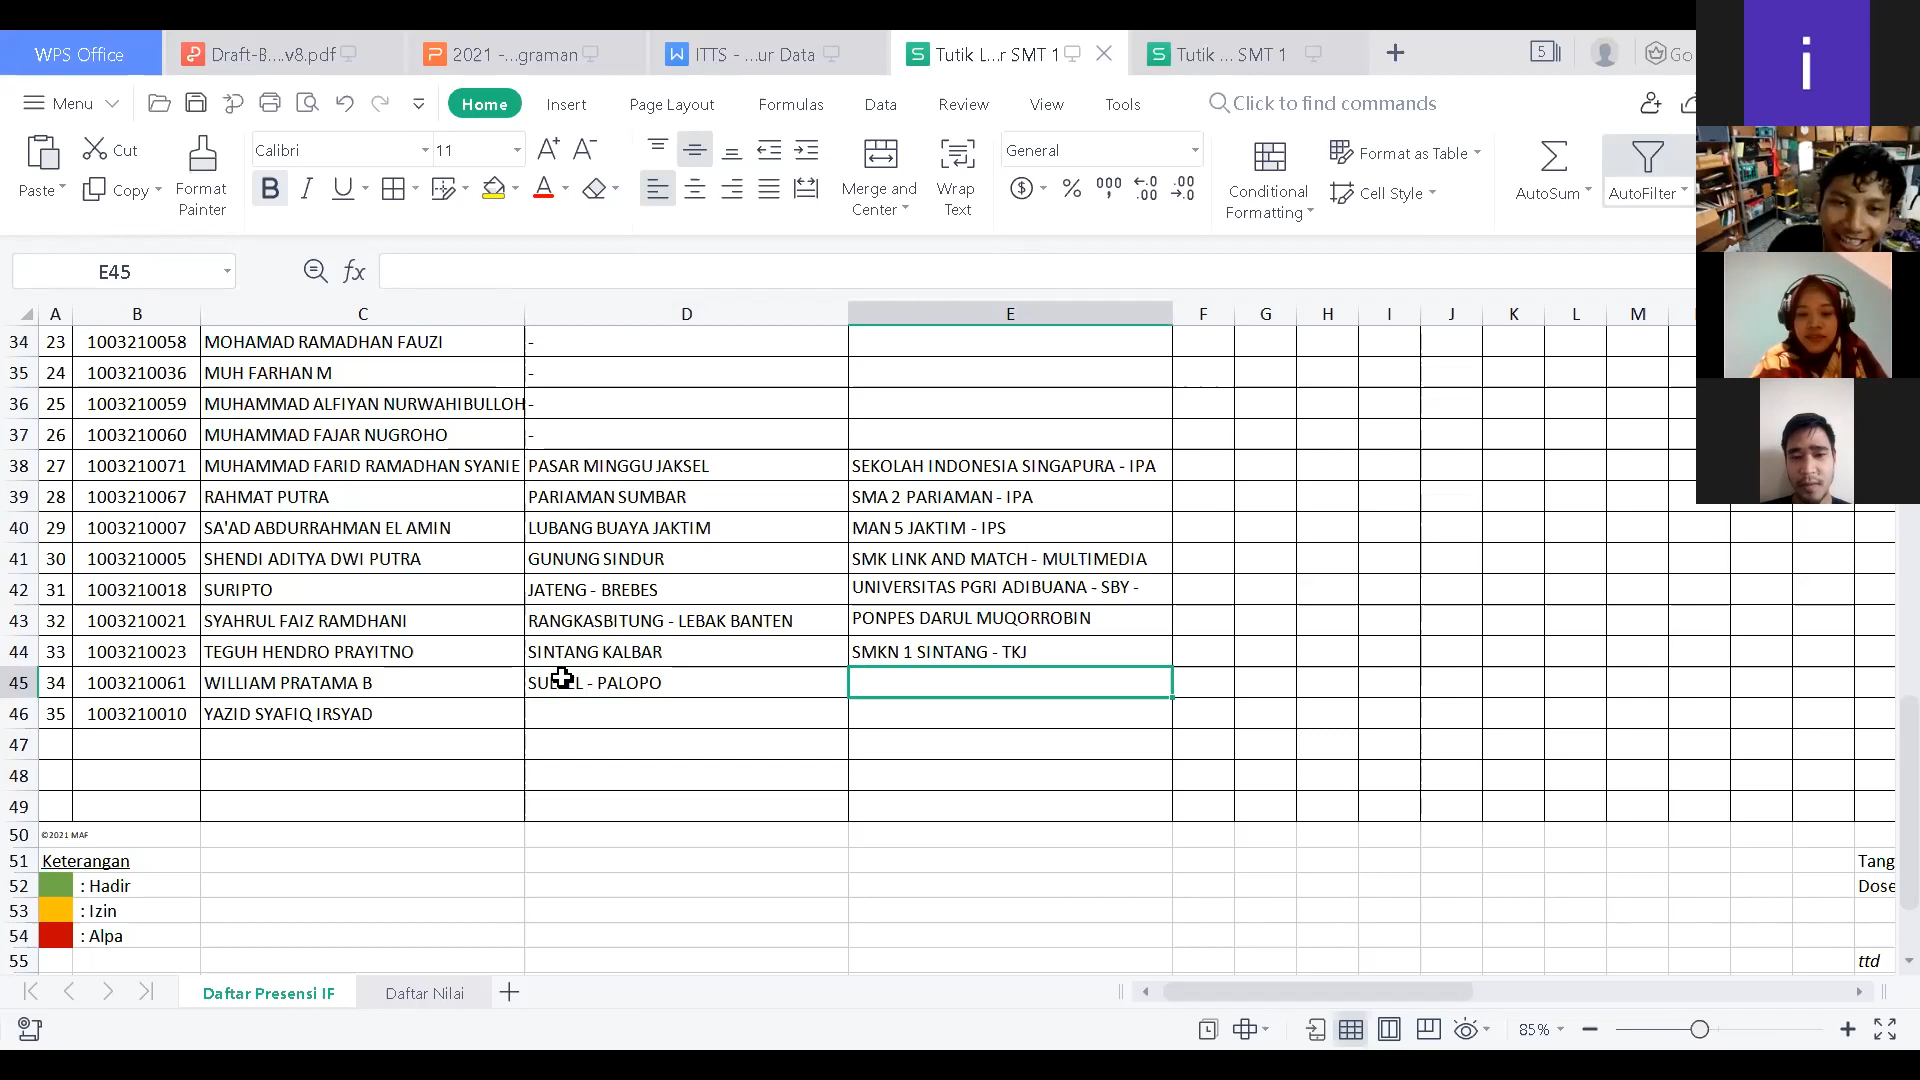 WPS Office Draft-B....v8.pdf 2021 -...graman ITTS - ...ur Data Tutik L...r SMT 1 Tutik ... SMT 1 5 Go
Menu Home Insert Page Layout Formulas Data Review View Tools Click to find commands
Paste Cut Copy Format Painter Calibri 11 Merge and Center Wrap Text General Conditional Formatting Format as Table Cell Style AutoSum AutoFilter
E45 fx
A B C D E F G H I J K L M
34 23 1003210058 MOHAMAD RAMADHAN FAUZI -
35 24 1003210036 MUH FARHAN M -
36 25 1003210059 MUHAMMAD ALFIYAN NURWAHIBULLOH -
37 26 1003210060 MUHAMMAD FAJAR NUGROHO -
38 27 1003210071 MUHAMMAD FARID RAMADHAN SYANIE PASAR MINGGU JAKSEL SEKOLAH INDONESIA SINGAPURA - IPA
39 28 1003210067 RAHMAT PUTRA PARIAMAN SUMBAR SMA 2 PARIAMAN - IPA
40 29 1003210007 SA'AD ABDURRAHMAN EL AMIN LUBANG BUAYA JAKTIM MAN 5 JAKTIM - IPS
41 30 1003210005 SHENDI ADITYA DWI PUTRA GUNUNG SINDUR SMK LINK AND MATCH - MULTIMEDIA
42 31 1003210018 SURIPTO JATENG - BREBES UNIVERSITAS PGRI ADIBUANA - SBY -
43 32 1003210021 SYAHRUL FAIZ RAMDHANI RANGKASBITUNG - LEBAK BANTEN PONPES DARUL MUQORROBIN
44 33 1003210023 TEGUH HENDRO PRAYITNO SINTANG KALBAR SMKN 1 SINTANG - TKJ
45 34 1003210061 WILLIAM PRATAMA B - PALOPO
46 35 1003210010 YAZID SYAFIQ IRSYAD
47
48
49
50 ©2021 MAF
51 Keterangan Tang
52 : Hadir Dose
53 : Izin
54 : Alpa
55 ttd
Daftar Presensi IF Daftar Nilai
85%
i